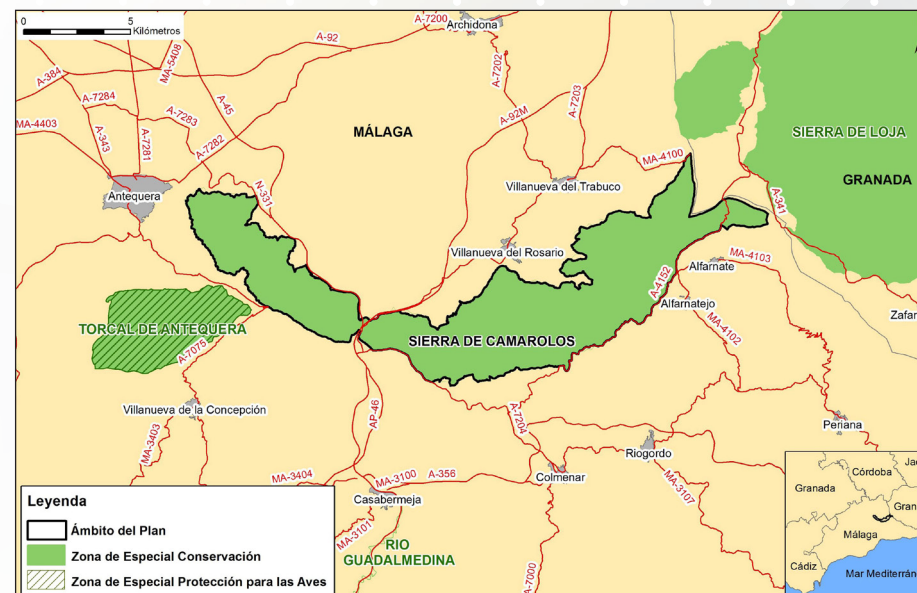 0 5
Kilómetros
A-7200
Archidona
A-92
MA-5408
A-384
A-7202
A-7284
A-45
A-7203
A-7283
A-92M
MA-4403
A-343
A-7281
A-7282
MÁLAGA
SIERRA DE LOJA
MA-4100
GRANADA
Villanueva del Trabuco
Antequera
N-331
A-341
Villanueva del Rosario
MA-4103
Alfarnate
A-4152
Alfarnatejo
Zafar
TORCAL DE ANTEQUERA
SIERRA DE CAMAROLOS
MA-4102
A-7075
Villanueva de la Concepción
AP-46
A-7204
Periana
MA-3403
Riogordo
MA-3404
MA-3100
A-356
Colmenar
MA-3107
Casabermeja
MA-3101
RIO
GUADALMEDINA
A-7000
Leyenda
Ámbito del Plan
Zona de Especial Conservación
Zona de Especial Protección para las Aves
Jaé
Córdoba
Granada
Gran
Málaga
Cádiz
Mar Mediterrán